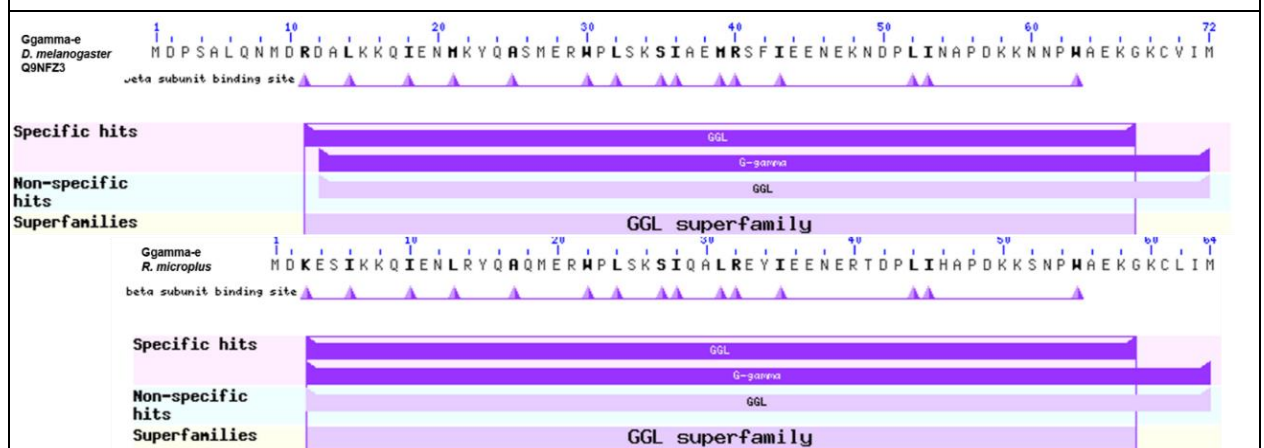 1 10 20 30 40 50 60 72
Ggamma-e
D. melanogaster
Q9NFZ3
M D P S A L Q N M D R D A L K K Q I E N M K Y Q A S M E R W P L S K S I A E M R S F I E E N E K N D P L I N A P D K K N N P W A E K G K C V I M
beta subunit binding site
Specific hits
GGL
G-gamma
Non-specific
hits
GGL
Superfamilies
GGL superfamily
1 10 20 30 40 50 60 64
Ggamma-e
R. microplus
M D K E S I K K Q I E N L R Y Q A Q M E R W P L S K S I Q A L R E Y I E E N E R T D P L I H A P D K K S N P W A E K G K C L I M
beta subunit binding site
Specific hits
GGL
G-gamma
Non-specific
hits
GGL
Superfamilies
GGL superfamily